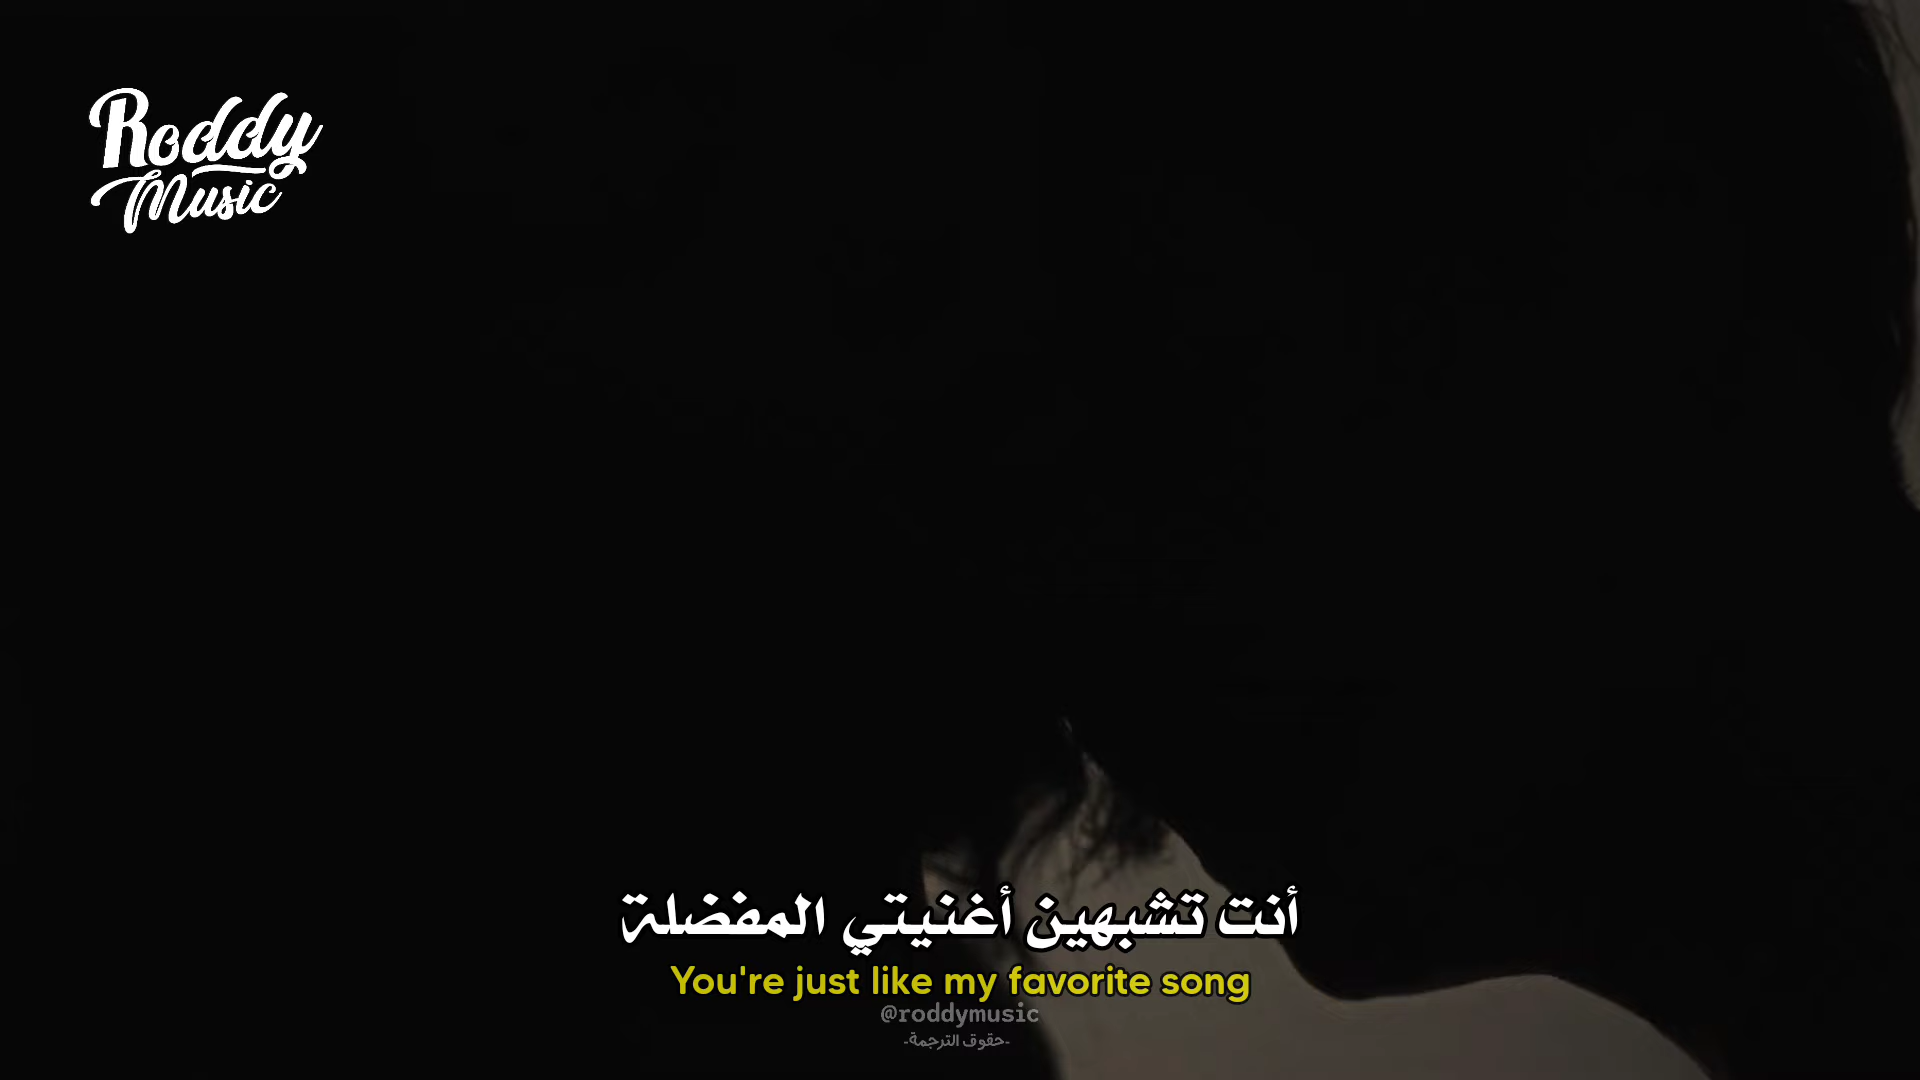 Roddy
Music
أنت تشبهين أغنيتي المفضلة
You're just like my favorite song
@roddymusic
-حقوق الترجمة-